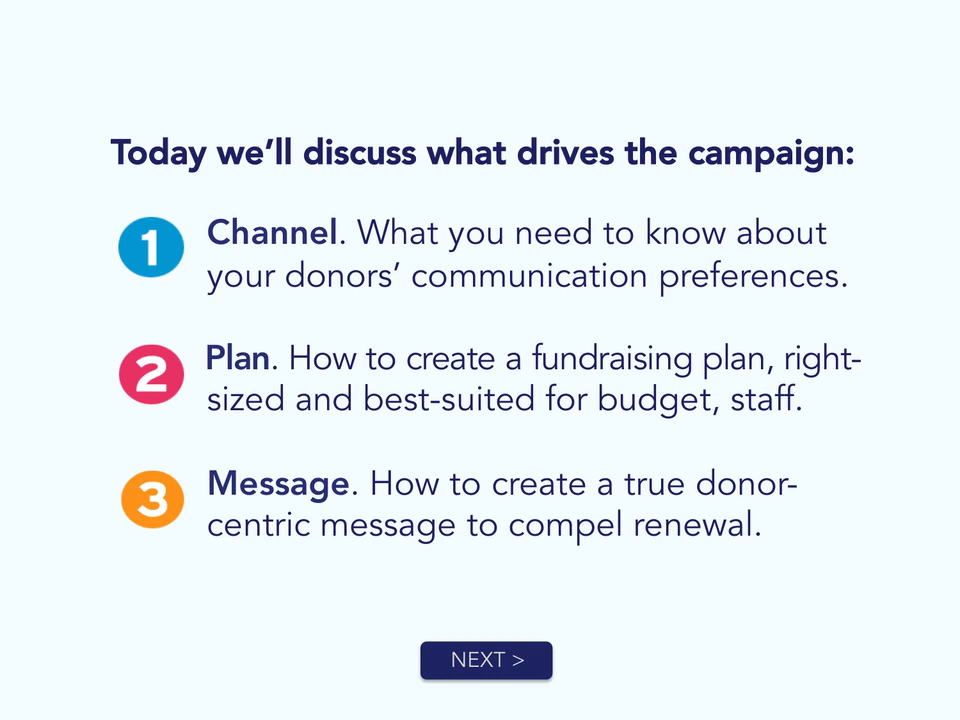 Today we’ll discuss what drives the campaign:
1 Channel. What you need to know about
your donors’ communication preferences.
2 Plan. How to create a fundraising plan, right-
sized and best-suited for budget, staff.
3 Message. How to create a true donor-
centric message to compel renewal.
NEXT >